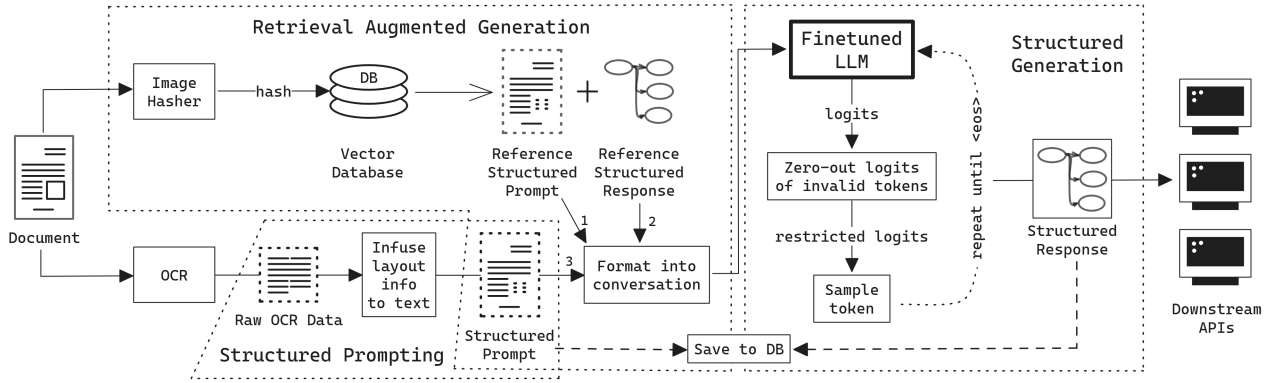 Retrieval Augmented Generation
Image
Hasher
hash
DB
Vector
Database
Reference
Structured
Prompt
Reference
Structured
Response
1
2
3
Document
OCR
Raw OCR Data
Infuse
layout
info
to text
Structured Prompting
Structured
Prompt
Format into
conversation
Save to DB
Finetuned
LLM
Structured
Generation
logits
Zero-out logits
of invalid tokens
restricted logits
Sample
token
repeat until <eos>
Structured
Response
Downstream
APIs